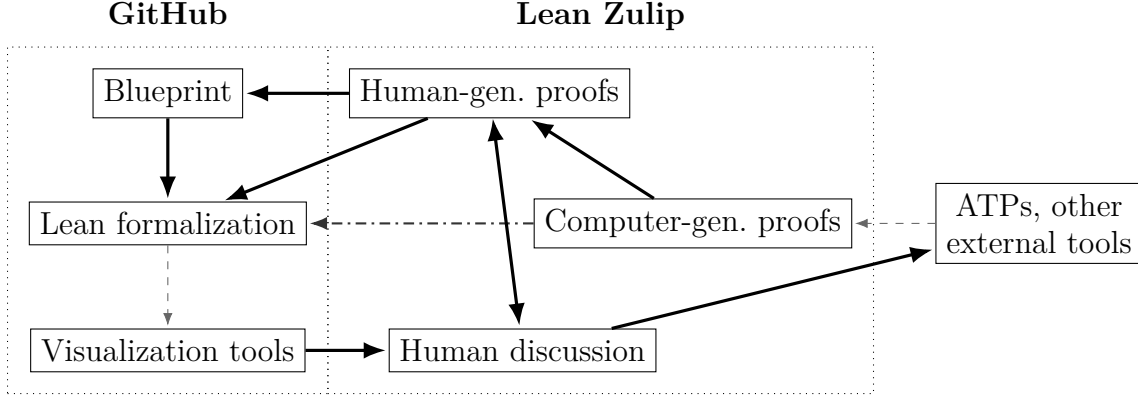 GitHub
Lean Zulip
Blueprint
Human-gen. proofs
Lean formalization
Computer-gen. proofs
ATPs, other
external tools
Visualization tools
Human discussion